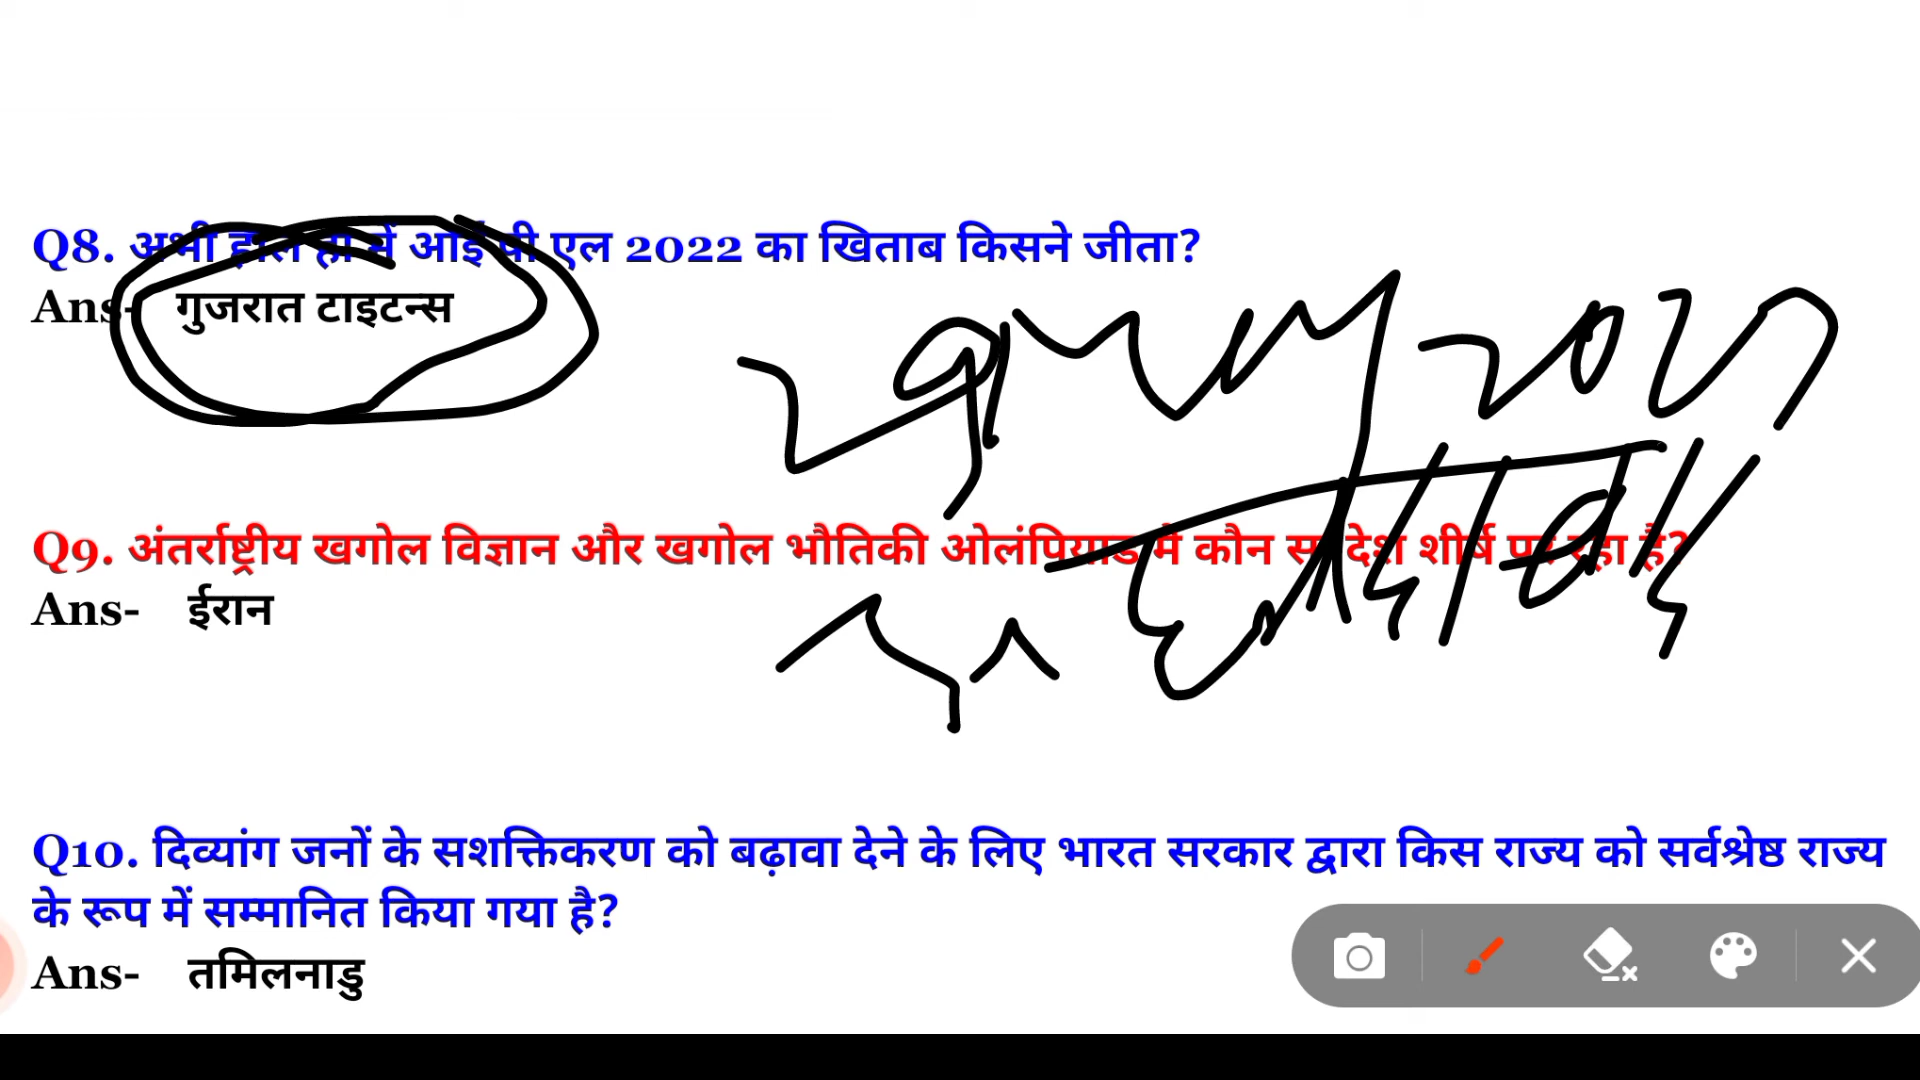 Q8. अभी हाल ही में आई पी एल 2022 का खिताब किसने जीता?
Ans- गुजरात टाइटन्स
Q9. अंतर्राष्ट्रीय खगोल विज्ञान और खगोल भौतिकी ओलंपियाड में कौन सा देश शीर्ष पर रहा है?
Ans- ईरान
Q10. दिव्यांग जनों के सशक्तिकरण को बढ़ावा देने के लिए भारत सरकार द्वारा किस राज्य को सर्वश्रेष्ठ राज्य
के रूप में सम्मानित किया गया है?
Ans- तमिलनाडु